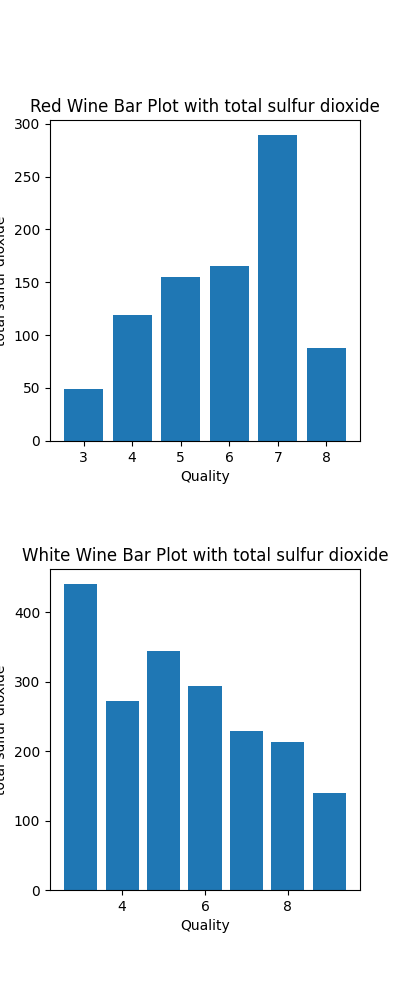 Red Wine Bar Plot with total sulfur dioxide
300
250
200
150
100
50
0
total sulfur dioxide
3 4 5 6 7 8
Quality
White Wine Bar Plot with total sulfur dioxide
400
300
200
100
0
total sulfur dioxide
4 6 8
Quality